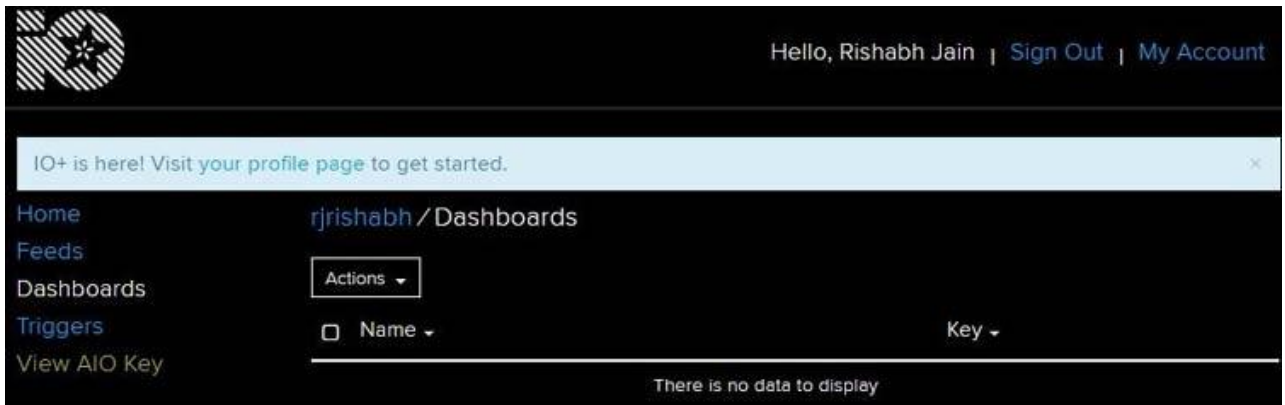 iO
Hello, Rishabh Jain | Sign Out | My Account
IO+ is here! Visit your profile page to get started. ×
Home
Feeds
Dashboards
Triggers
View AIO Key
rjrishabh / Dashboards
Actions
Name
Key
There is no data to display